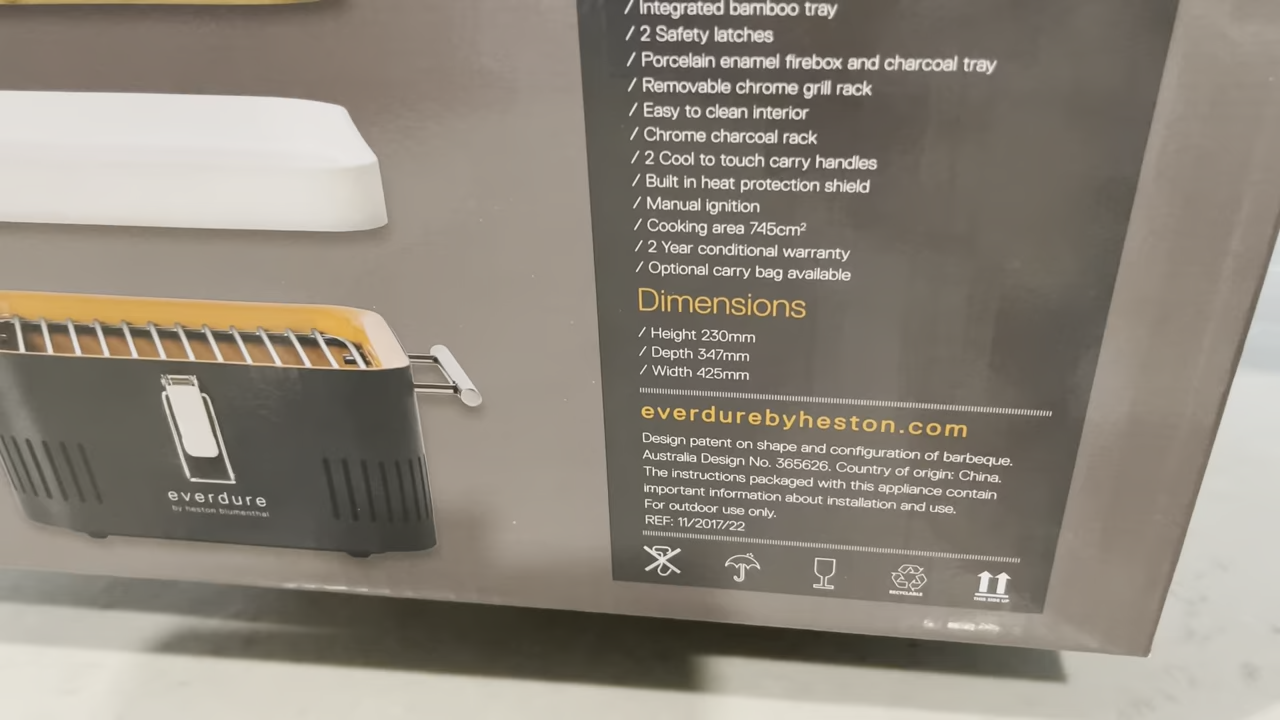 / Integrated bamboo tray
/ 2 Safety latches
/ Porcelain enamel firebox and charcoal tray
/ Removable chrome grill rack
/ Easy to clean interior
/ Chrome charcoal rack
/ 2 Cool to touch carry handles
/ Built in heat protection shield
/ Manual ignition
/ Cooking area 745cm²
/ 2 Year conditional warranty
/ Optional carry bag available
Dimensions
/ Height 230mm
/ Depth 347mm
/ Width 425mm
everdurebyheston.com
Design patent on shape and configuration of barbeque.
Australia Design No. 365626. Country of origin: China.
The instructions packaged with this appliance contain
important information about installation and use.
For outdoor use only.
REF: 11/2017/22
RECYCLABLE
THIS SIDE UP
everdure
by heston blumenthal